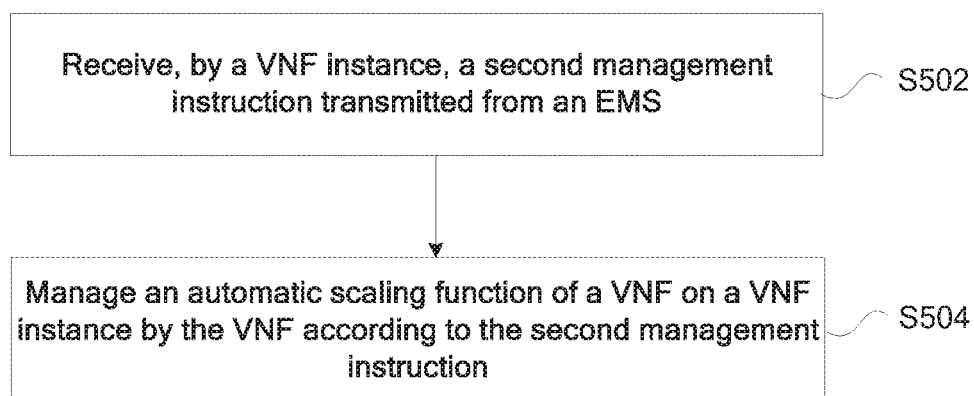 Receive, by a VNF instance, a second management
instruction transmitted from an EMS
S502
Manage an automatic scaling function of a VNF on a VNF
instance by the VNF according to the second management
instruction
S504